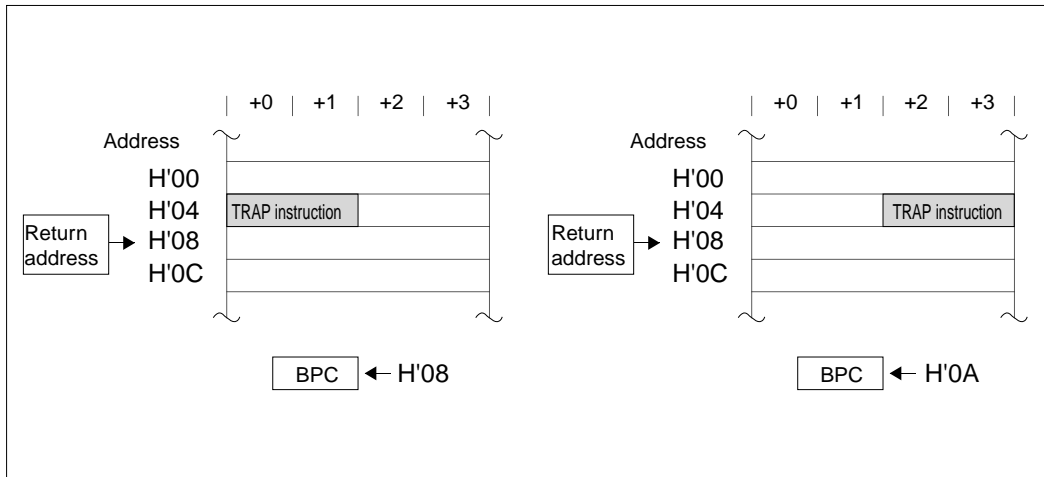 +0 +1 +2 +3
Address
H'00
H'04 TRAP instruction
H'08
H'0C
Return
address
BPC H'08
+0 +1 +2 +3
Address
H'00
H'04 TRAP instruction
H'08
H'0C
Return
address
BPC H'0A